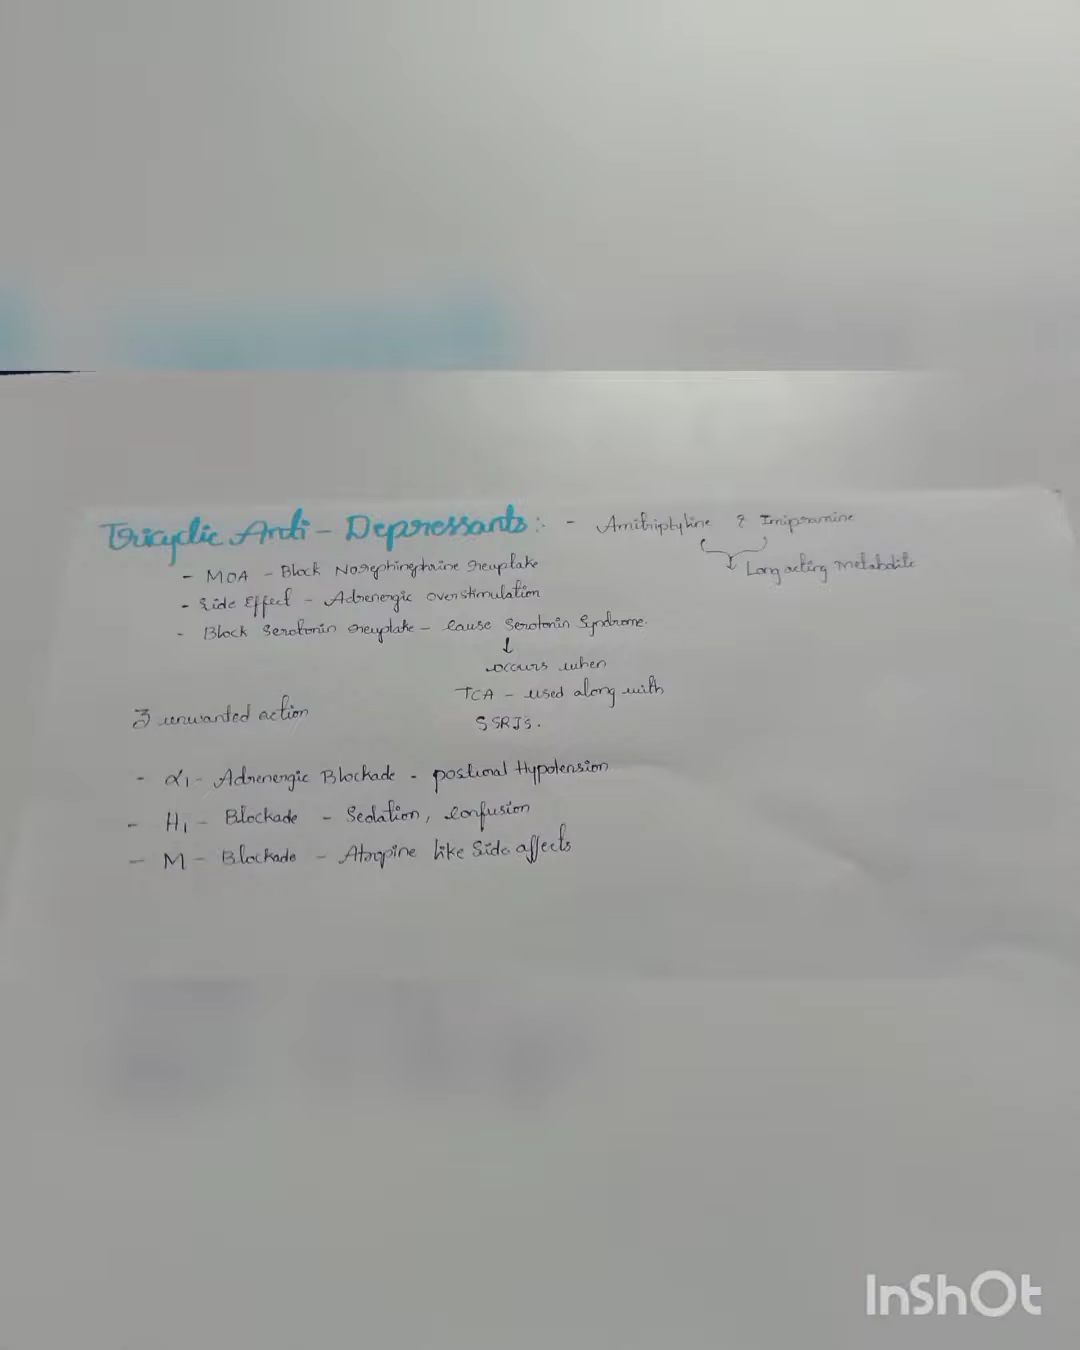 Tricyclic Anti - Depressants :- - Amitriptyline & Imipramine
Long acting metabolite
- MOA - Block Norephinephrine reuptake
- Side Effect - Adrenergic overstimulation
- Block Serotonin reuptake - cause Serotonin Syndrome.
↓
occurs when
TCA - used along with
SSRIs.
3 unwanted action
- α1 - Adrenergic Blockade - postural Hypotension
- H1 - Blockade - Sedation, confusion
- M - Blockade - Atropine like Side affects
InShOt